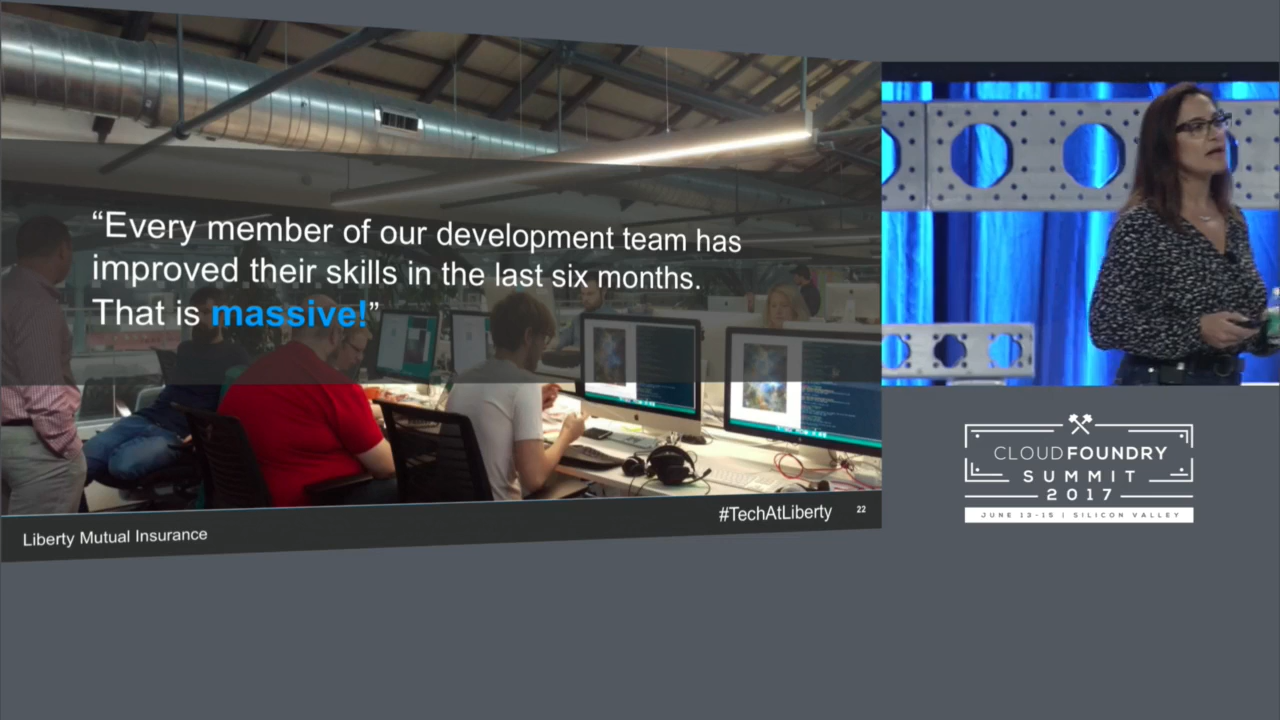 “Every member of our development team has
improved their skills in the last six months.
That is massive!”
#TechAtLiberty 22
Liberty Mutual Insurance
CLOUD FOUNDRY
SUMMIT
2017
JUNE 13-15 | SILICON VALLEY